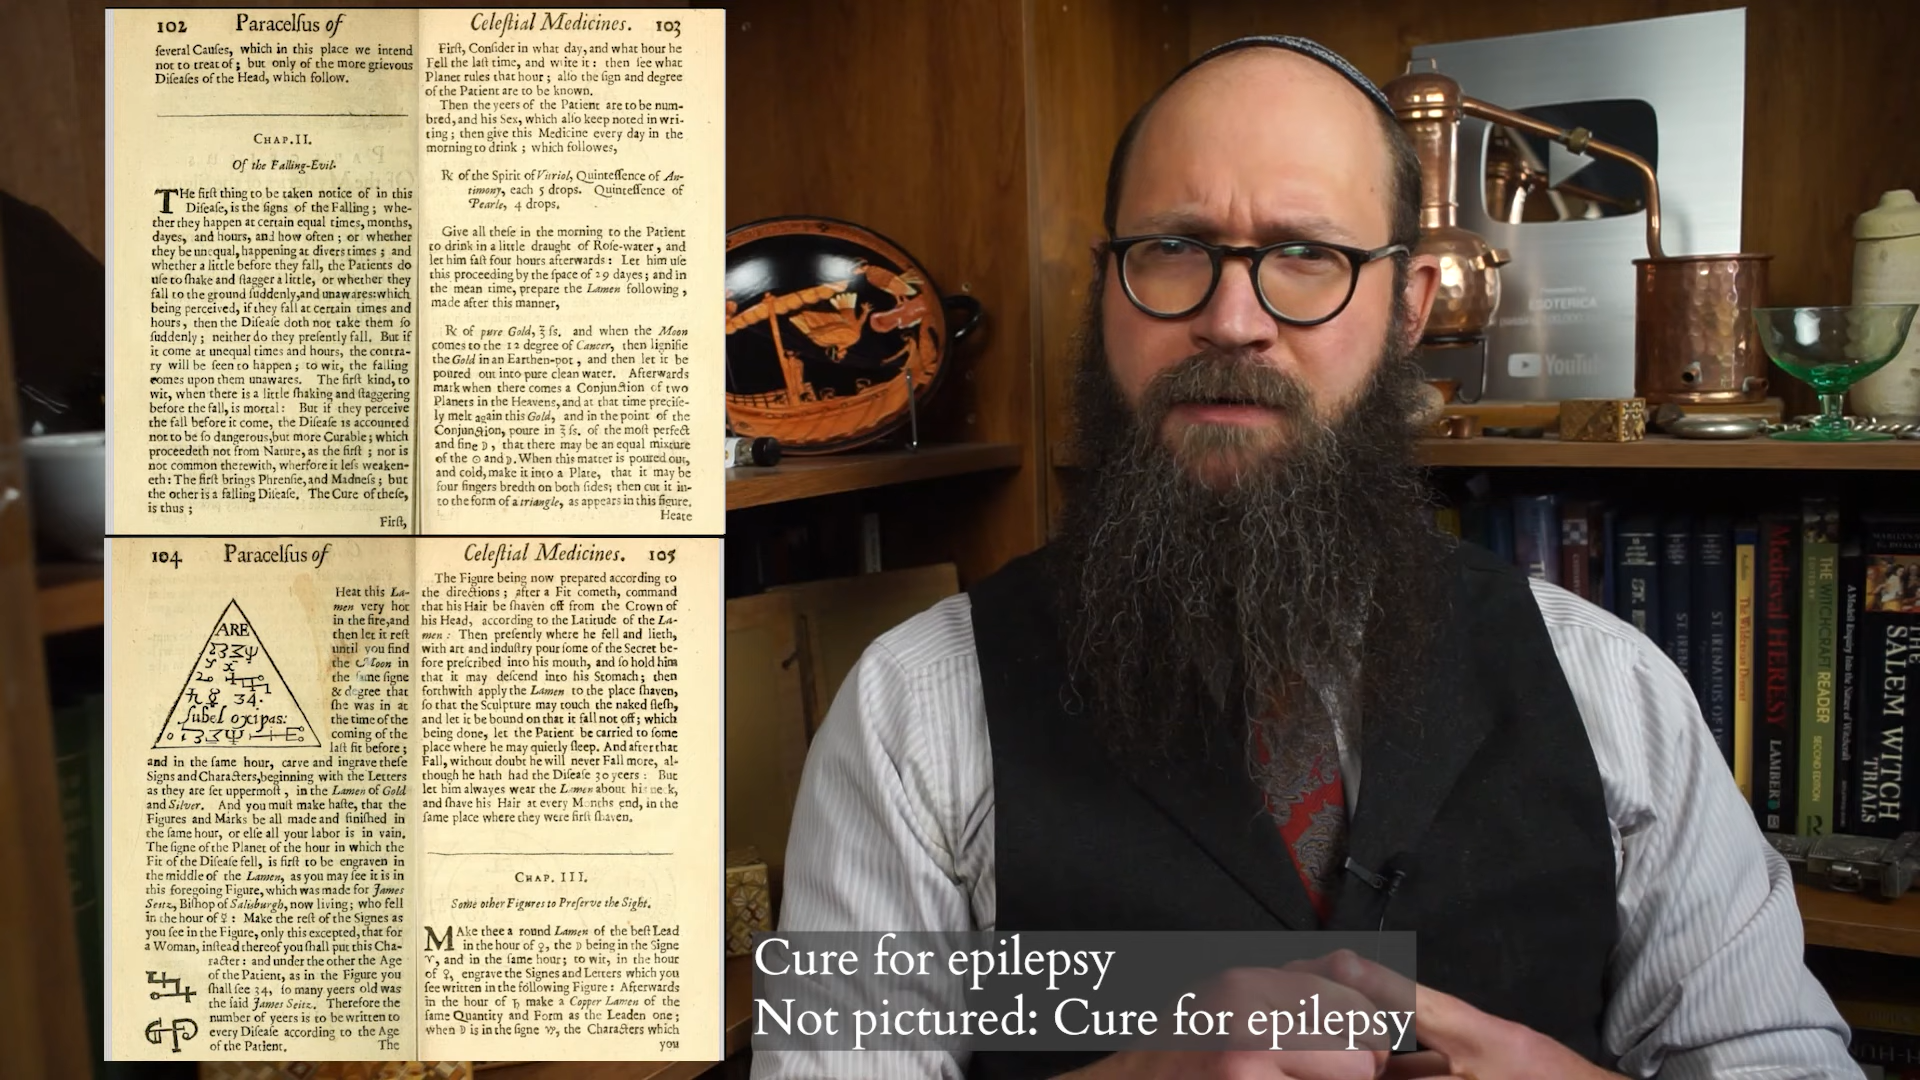 102 Paracelſus of
ſeveral Cauſes, which in this place we intend
not to treat of; but only of the more grievous
Diſeaſes of the Head, which follow.
CHAP. II.
Of the Falling-Evil.
THe firſt thing to be taken notice of in this
Diſeaſe, is the ſigns of the Falling; whe-
ther they happen at certain equal times, months,
dayes, and hours, and how often; or whether
they be unequal, happening at divers times; and
whether a little before they fall, the Patients do
uſe to ſhake and ſtagger a little, or whether they
fall to the ground ſuddenly, and unawares: which
being perceived, if they fall at certain times and
hours, then the Diſeaſe doth not take them ſo
ſuddenly; neither do they preſently fall. But if
it come at unequal times and hours, the contra-
ry will be ſeen to happen; to wit, the falling
comes upon them unawares. The firſt kind, to
wit, when there is a little ſhaking and ſtaggering
before the fall, is mortal: But if they perceive
the fall before it come, the Diſeaſe is accounted
not to be ſo dangerous, but more Curable; which
proceedeth not from Nature, as the firſt; nor is
not common therewith, wherfore it leſs weaken-
eth: The firſt brings Phrenſie, and Madneſs; but
the other is a falling Diſeaſe. The Cure of theſe,
is thus;
Firſt,
Celeſtial Medicines. 103
Firſt, Conſider in what day, and what hour he
Fell the laſt time, and write it: then ſee what
Planet rules that hour; alſo the ſign and degree
of the Patient are to be known.
Then the yeers of the Patient are to be num-
bred, and his Sex, which alſo keep noted in wri-
ting; then give this Medicine every day in the
morning to drink; which followes,
℞ of the Spirit of Vitriol, Quinteſſence of An-
timony, each 5 drops. Quinteſſence of
Pearle, 4 drops.
Give all theſe in the morning to the Patient
to drink in a little draught of Roſe-water, and
let him faſt four hours afterwards: Let him uſe
this proceeding by the ſpace of 29 dayes; and in
the mean time, prepare the Lamen following,
made after this manner,
℞ of pure Gold, ℥ ſs. and when the Moon
comes to the 12 degree of Cancer, then lignifie
the Gold in an Earthen-pot, and then let it be
poured out into pure clean water. Afterwards
mark when there comes a Conjunction of two
Planets in the Heavens, and at that time preciſe-
ly melt again this Gold, and in the point of the
Conjunction, poure in ℥ ſs. of the moſt perfect
and fine ☽, that there may be an equal mixture
of the ☉ and ☽. When this matter is poured out,
and cold, make it into a Plate, that it may be
four fingers bredth on both ſides; then cut it in-
to the form of a triangle, as appears in this figure.
Heate
104 Paracelſus of
ARE
34.
Heat this La-
men very hot
in the fire, and
then let it reſt
until you find
the Moon in
the ſame ſigne
& degree that
ſhe was in at
the time of the
coming of the
laſt fit before;
and in the ſame hour, carve and ingrave theſe
Signs and Characters, beginning with the Letters
as they are ſet uppermoſt, in the Lamen of Gold
and Silver. And you muſt make haſte, that the
Figures and Marks be all made and finiſhed in
the ſame hour, or elſe all your labor is in vain.
The ſigne of the Planet of the hour in which the
Fit of the Diſeaſe fell, is firſt to be engraven in
the middle of the Lamen, as you may ſee it is in
this foregoing Figure, which was made for James
Seitz, Biſhop of Salisburgh, now living; who fell
in the hour of ☿: Make the reſt of the Signes as
you ſee in the Figure, only this excepted, that for
a Woman, inſtead thereof you ſhall put this Cha-
racter: and under the other the Age
of the Patient, as in the Figure you
ſhall ſee 34, ſo many yeers old was
the ſaid James Seitz. Therefore the
number of yeers is to be written to
every Diſeaſe according to the Age
of the Patient. The
Celeſtial Medicines. 105
The Figure being now prepared according to
the directions; after a Fit cometh, command
that his Hair be ſhaven off from the Crown of
his Head, according to the Latitude of the La-
men: Then preſently where he fell and lieth,
with art and induſtry pour ſome of the Secret be-
fore preſcribed into his mouth, and ſo hold him
that it may deſcend into his Stomach; then
forthwith apply the Lamen to the place ſhaven,
ſo that the Sculpture may touch the naked fleſh,
and let it be bound on that it fall not off; which
being done, let the Patient be carried to ſome
place where he may quietly ſleep. And after that
Fall, without doubt he will never Fall more, al-
though he hath had the Diſeaſe 30 yeers: But
let him alwayes wear the Lamen about his neck,
and ſhave his Hair at every Months end, in the
ſame place where they were firſt ſhaven.
CHAP. III.
Some other Figures to Preſerve the Sight.
MAke thee a round Lamen of the beſt Lead
in the hour of ♀, the ☽ being in the Signe
♈, and in the ſame hour; to wit, in the hour
of ♀, engrave the Signes and Letters which you
ſee written in the following Figure: Afterwards
in the hour of ♄ make a Copper Lamen of the
ſame Quantity and Form as the Leaden one;
when ☽ is in the ſigne ♑, the Characters which
you
ESOTERICA
YouTube
Medieval HERESY
LAMBERT
THE WITCHCRAFT READER
SECOND EDITION
THE SALEM WITCH TRIALS
Cure for epilepsy
Not pictured: Cure for epilepsy